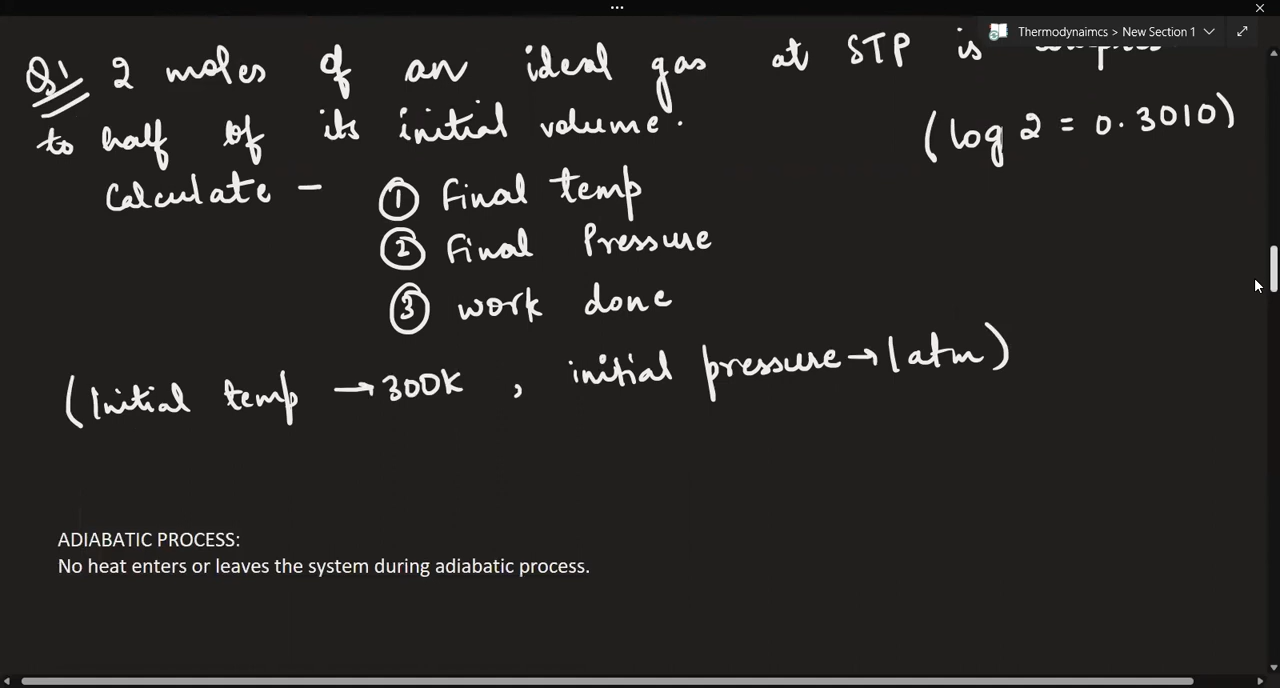 Thermodynaimcs > New Section 1
Q1 2 moles of an ideal gas at STP is
to half of its initial volume.
(log 2 = 0.3010)
Calculate - ① Final temp
② Final Pressure
③ work done
(Initial temp → 300K , initial pressure → 1 atm)
ADIABATIC PROCESS:
No heat enters or leaves the system during adiabatic process.